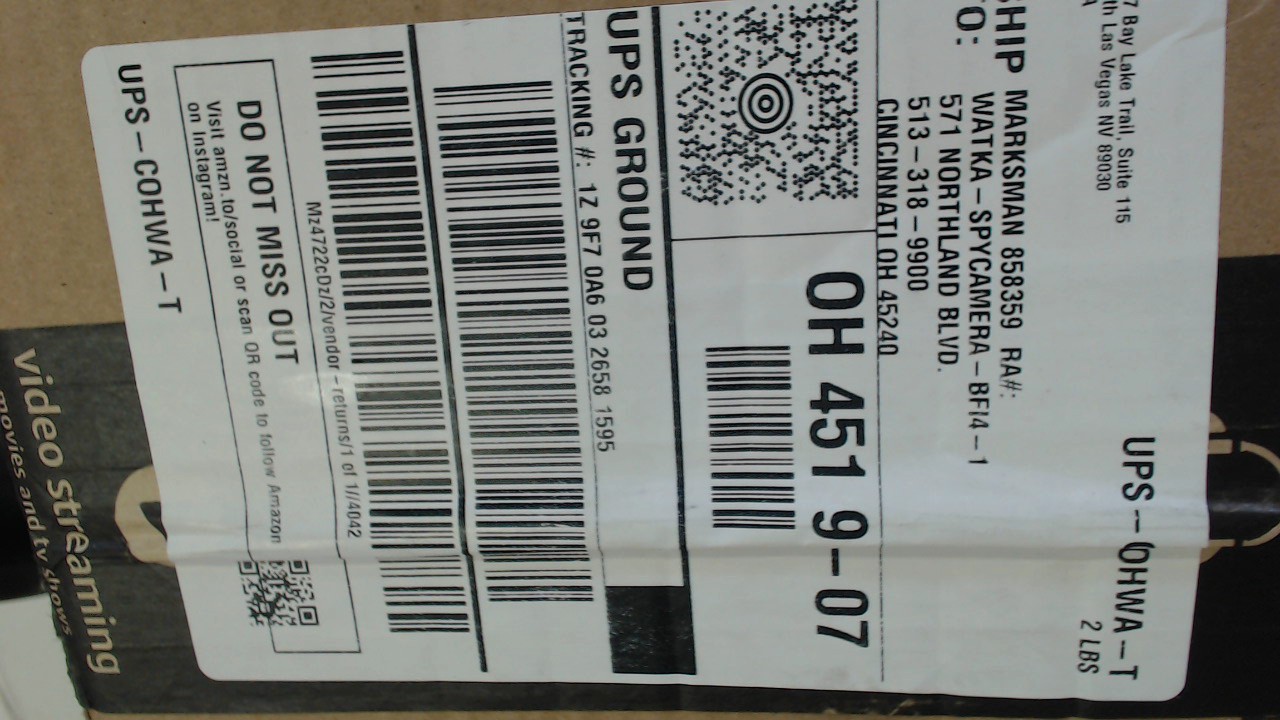 7 Bay Lake Trail, Suite 115
th Las Vegas NV 89030
A
UPS-COHWA-T
2 LBS
SHIP MARKSMAN 858359 RA#:
TO: WATKA-SPYCAMERA-BFI4-1
571 NORTHLAND BLVD.
513-318-9900
CINCINNATI OH 45240
OH 451 9-07
UPS GROUND
TRACKING #: 1Z 9F7 0A6 03 2658 1595
Mz4722cDz/2/vendor-returns/1 of 1//4042
DO NOT MISS OUT
Visit amzn.to/social or scan QR code to follow Amazon
on Instagram!
UPS-COHWA-T
video streaming
movies and tv shows